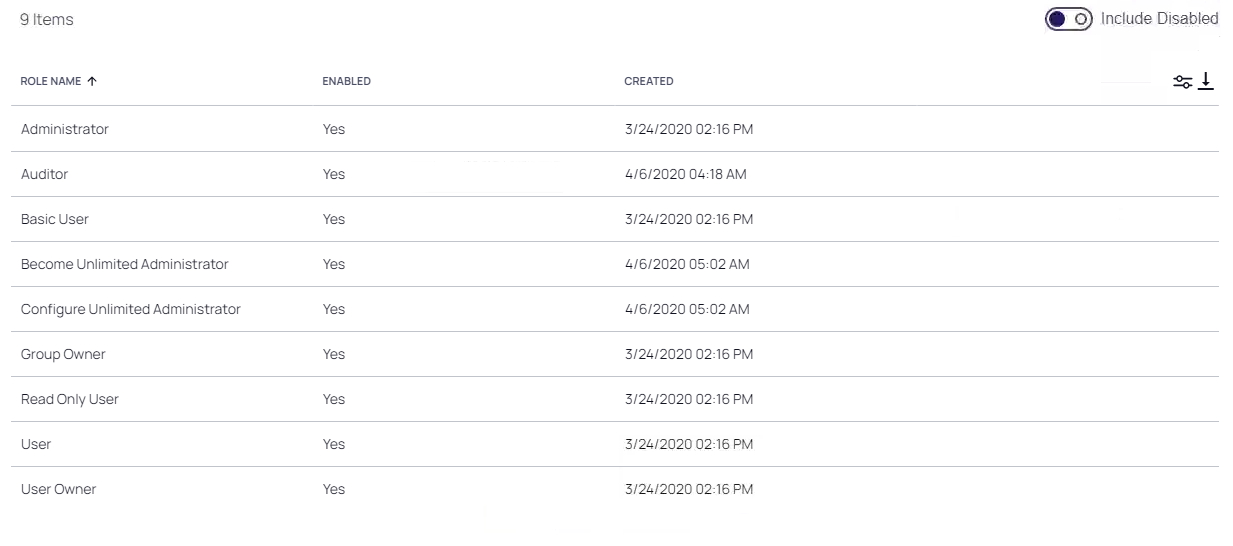 9 Items Include Disabled
ROLE NAME ENABLED CREATED
Administrator Yes 3/24/2020 02:16 PM
Auditor Yes 4/6/2020 04:18 AM
Basic User Yes 3/24/2020 02:16 PM
Become Unlimited Administrator Yes 4/6/2020 05:02 AM
Configure Unlimited Administrator Yes 4/6/2020 05:02 AM
Group Owner Yes 3/24/2020 02:16 PM
Read Only User Yes 3/24/2020 02:16 PM
User Yes 3/24/2020 02:16 PM
User Owner Yes 3/24/2020 02:16 PM